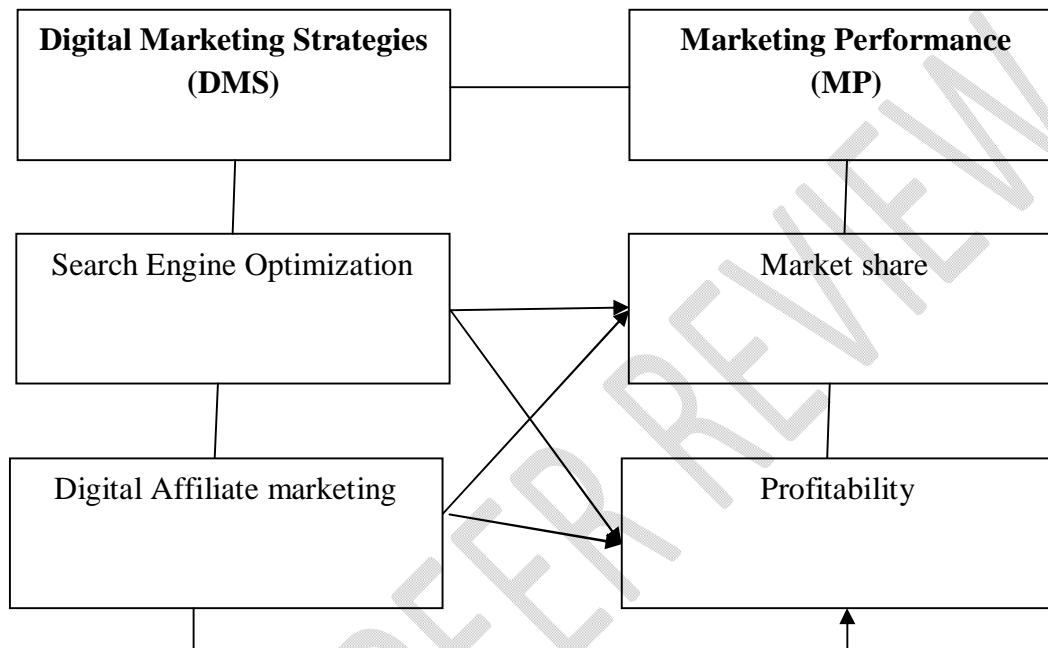 Digital Marketing Strategies
(DMS)
Marketing Performance
(MP)
Search Engine Optimization
Market share
Digital Affiliate marketing
Profitability
PEER REVIEW